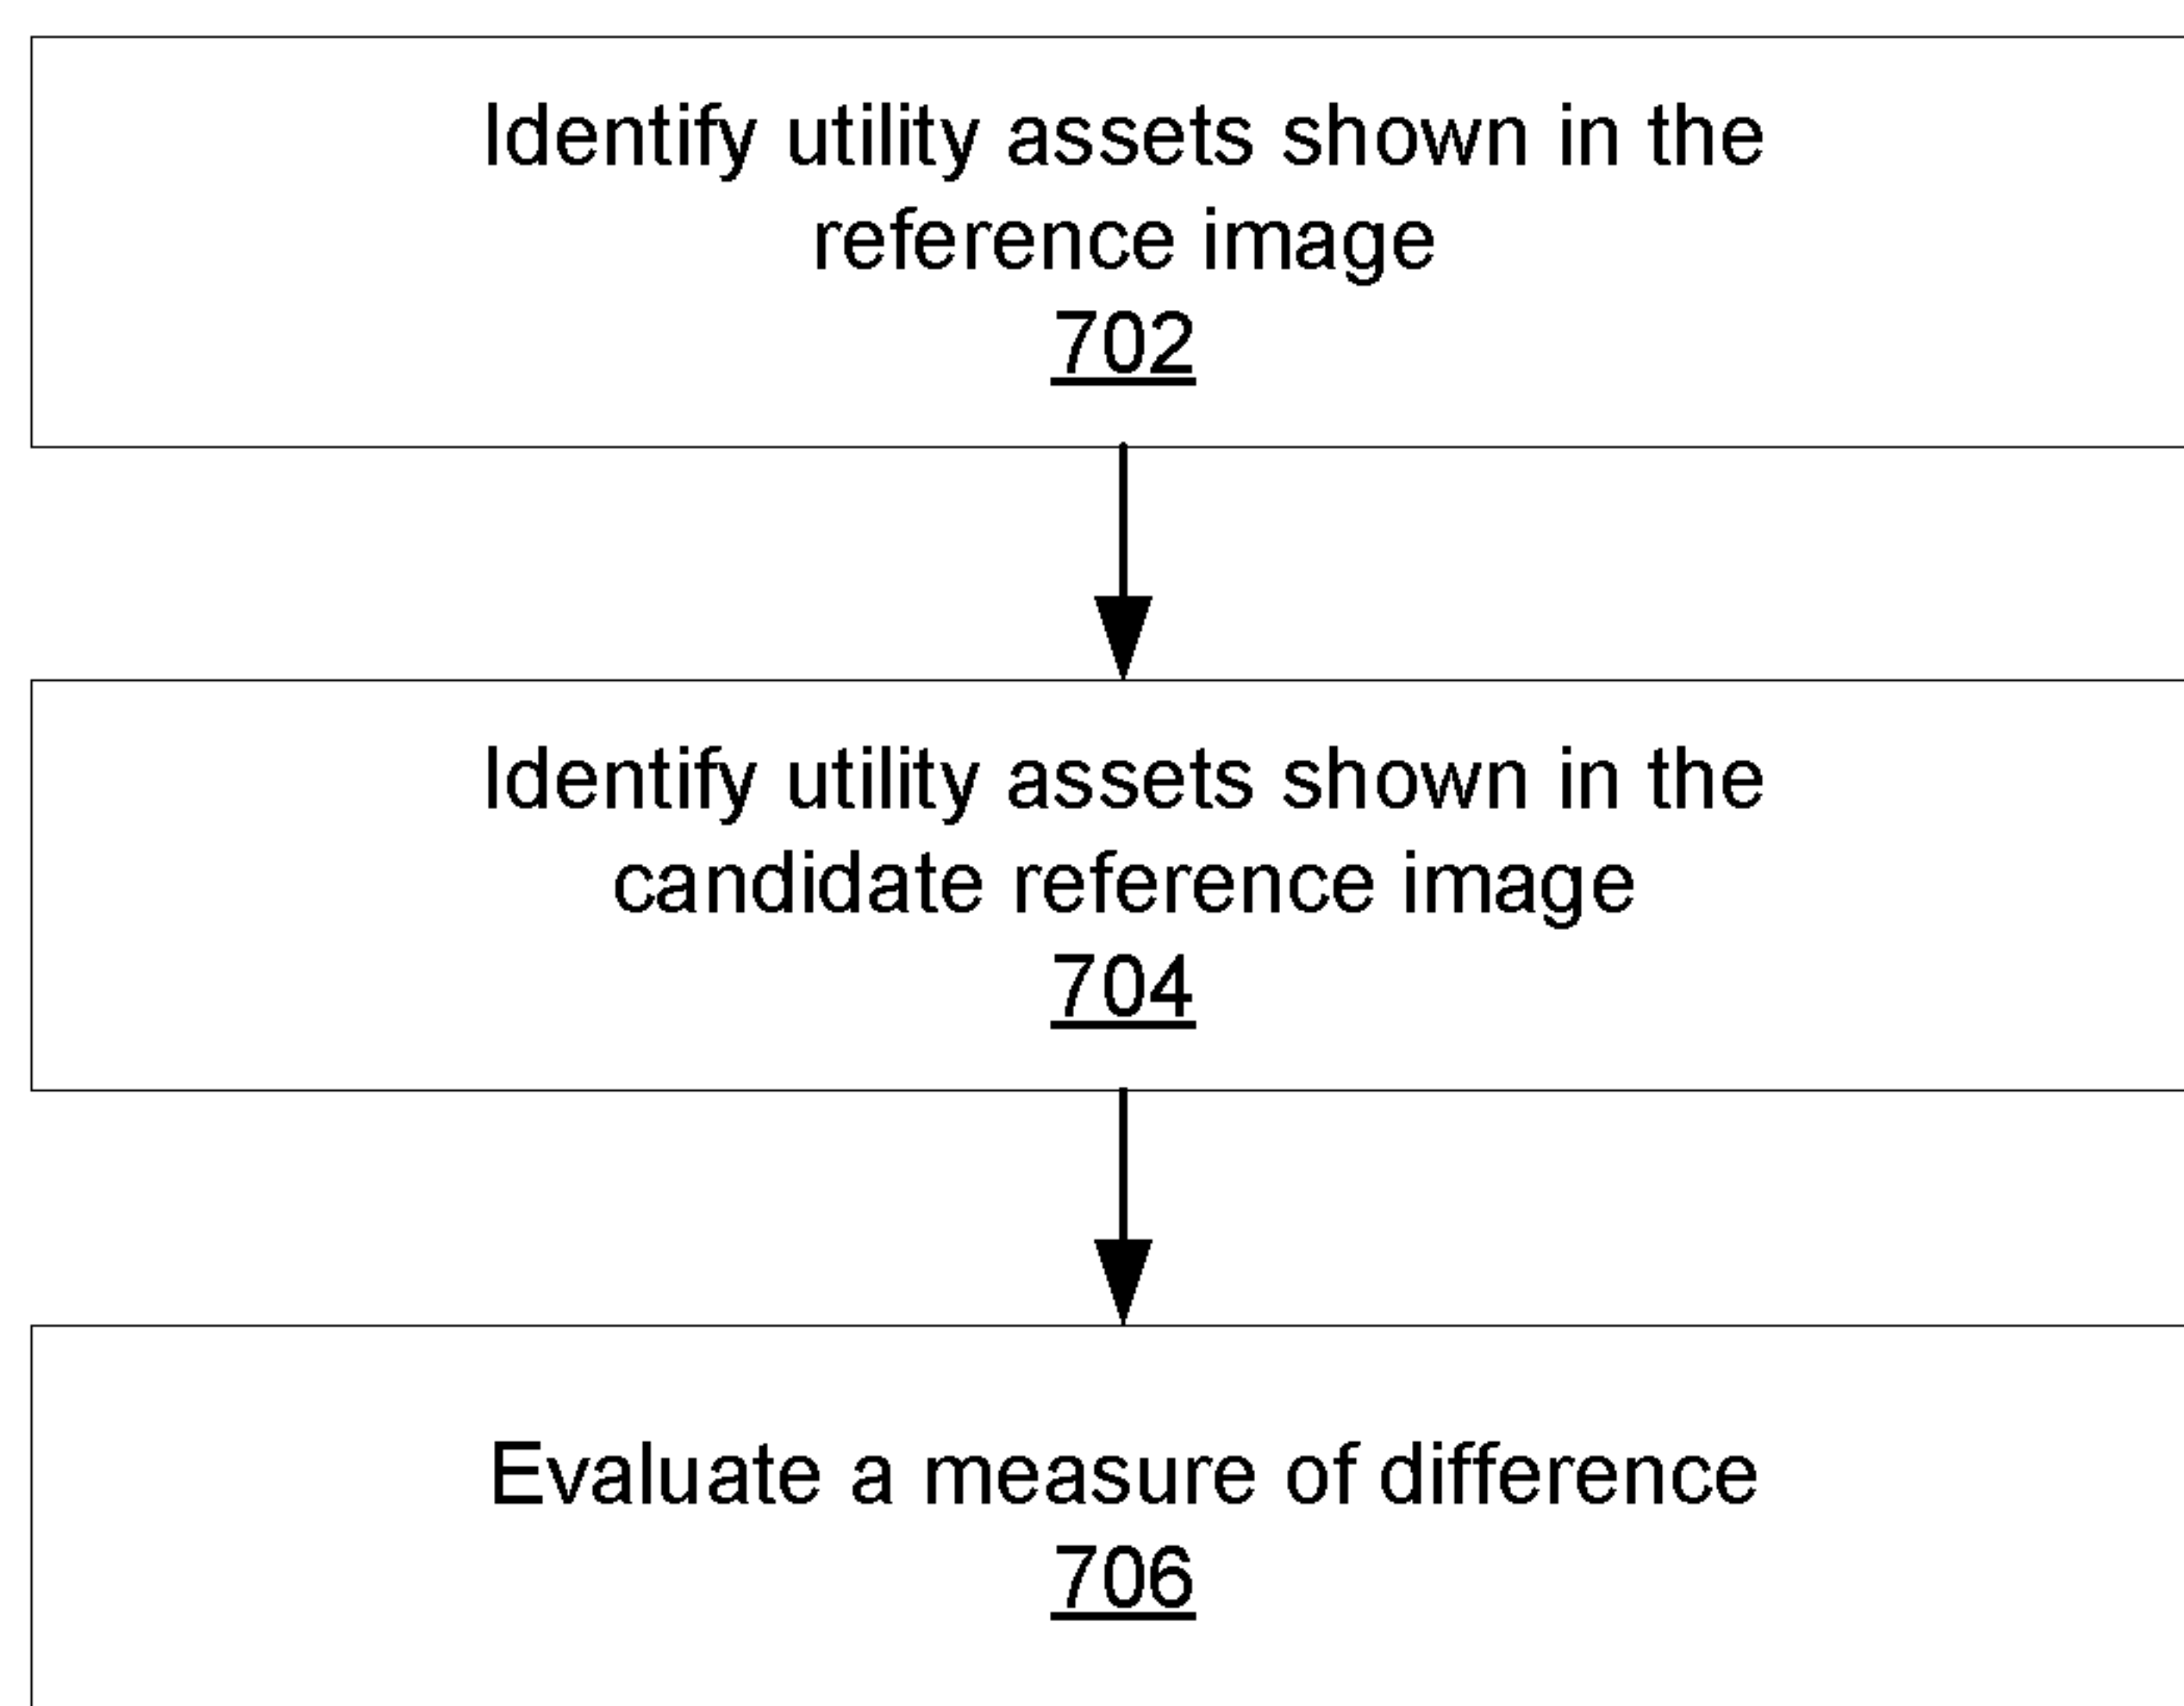 Identify utility assets shown in the
reference image
702
Identify utility assets shown in the
candidate reference image
704
Evaluate a measure of difference
706